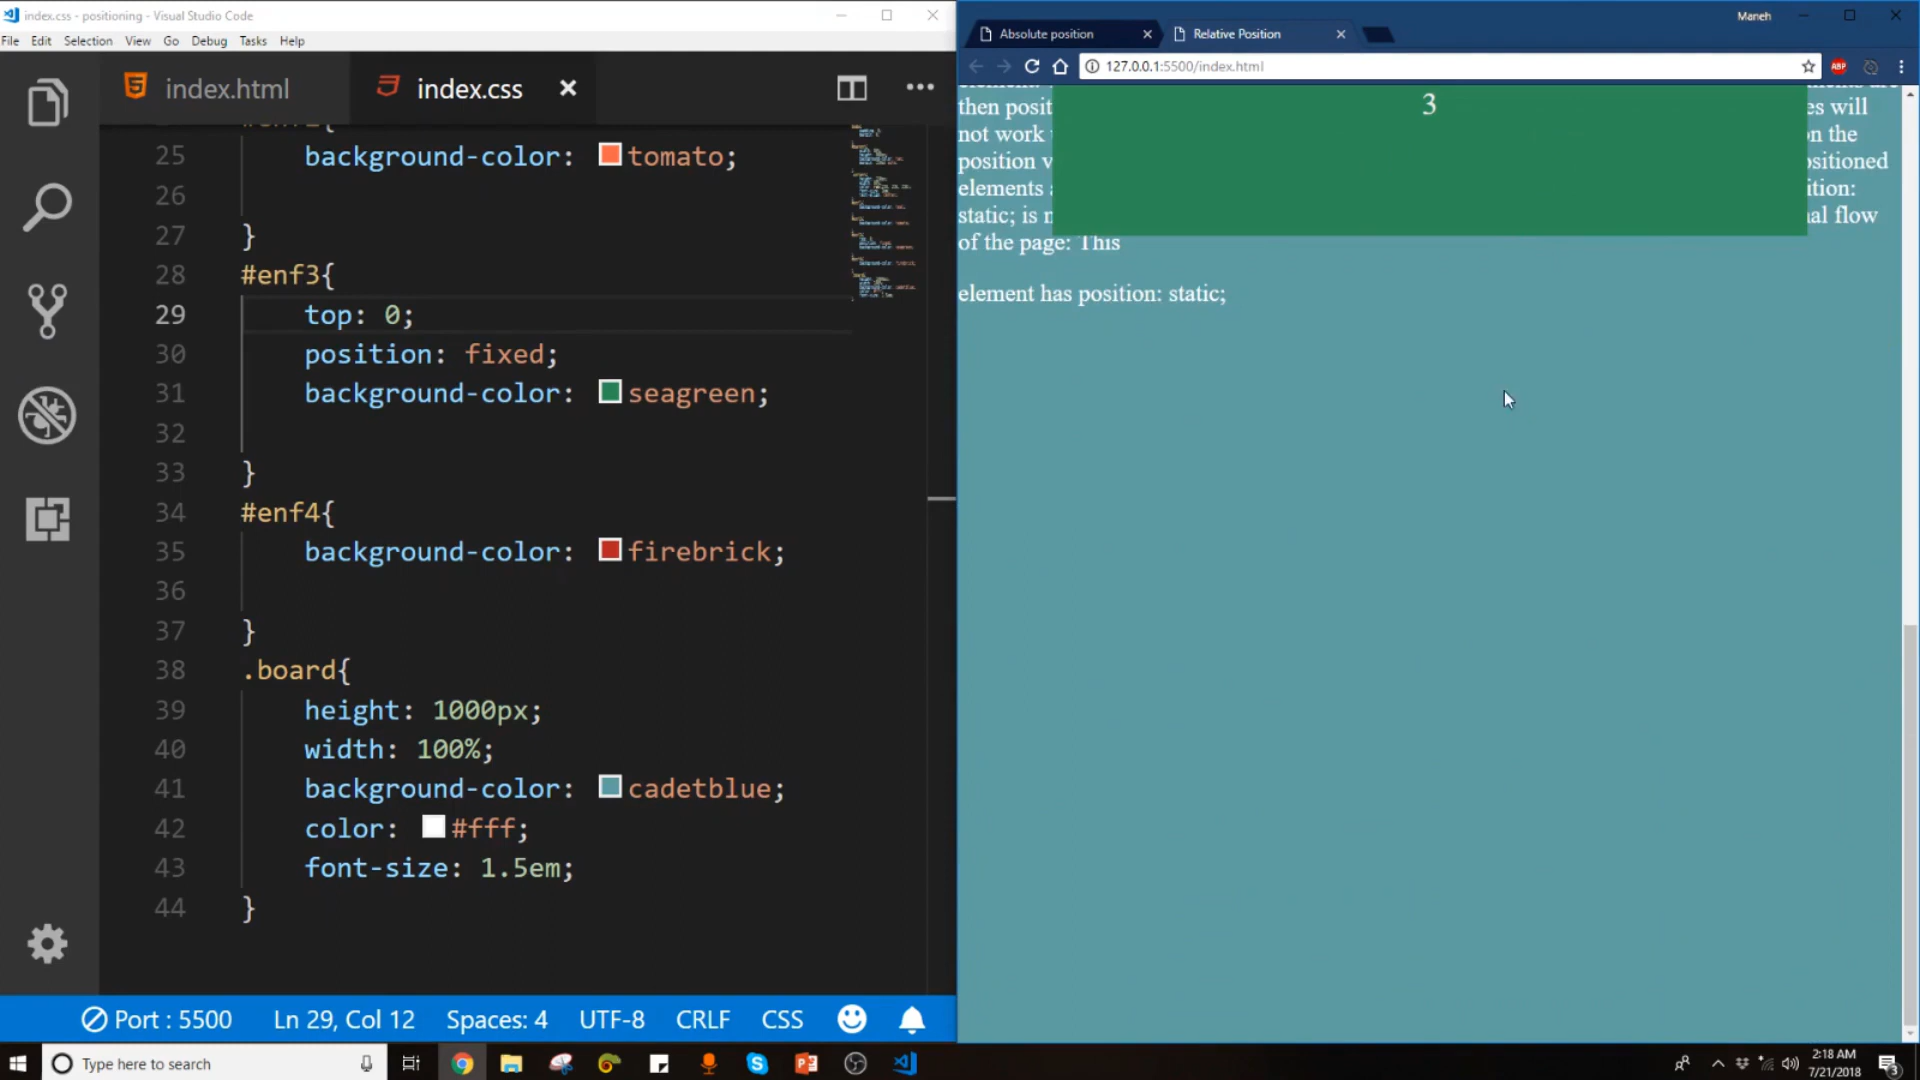 index.css - positioning - Visual Studio Code
File Edit Selection View Go Debug Tasks Help
index.html
index.css
25 background-color: tomato;
26
27 }
28 #enf3{
29 top: 0;
30 position: fixed;
31 background-color: seagreen;
32
33 }
34 #enf4{
35 background-color: firebrick;
36
37 }
38 .board{
39 height: 1000px;
40 width: 100%;
41 background-color: cadetblue;
42 color: #fff;
43 font-size: 1.5em;
44 }
Port : 5500 Ln 29, Col 12 Spaces: 4 UTF-8 CRLF CSS
Maneh
Absolute position
Relative Position
127.0.0.1:5500/index.html
ABP
3
then posit es will
not work on the
position v ositioned
elements ition:
static; is n al flow
of the page: This
element has position: static;
Type here to search
2:18 AM
7/21/2018
3